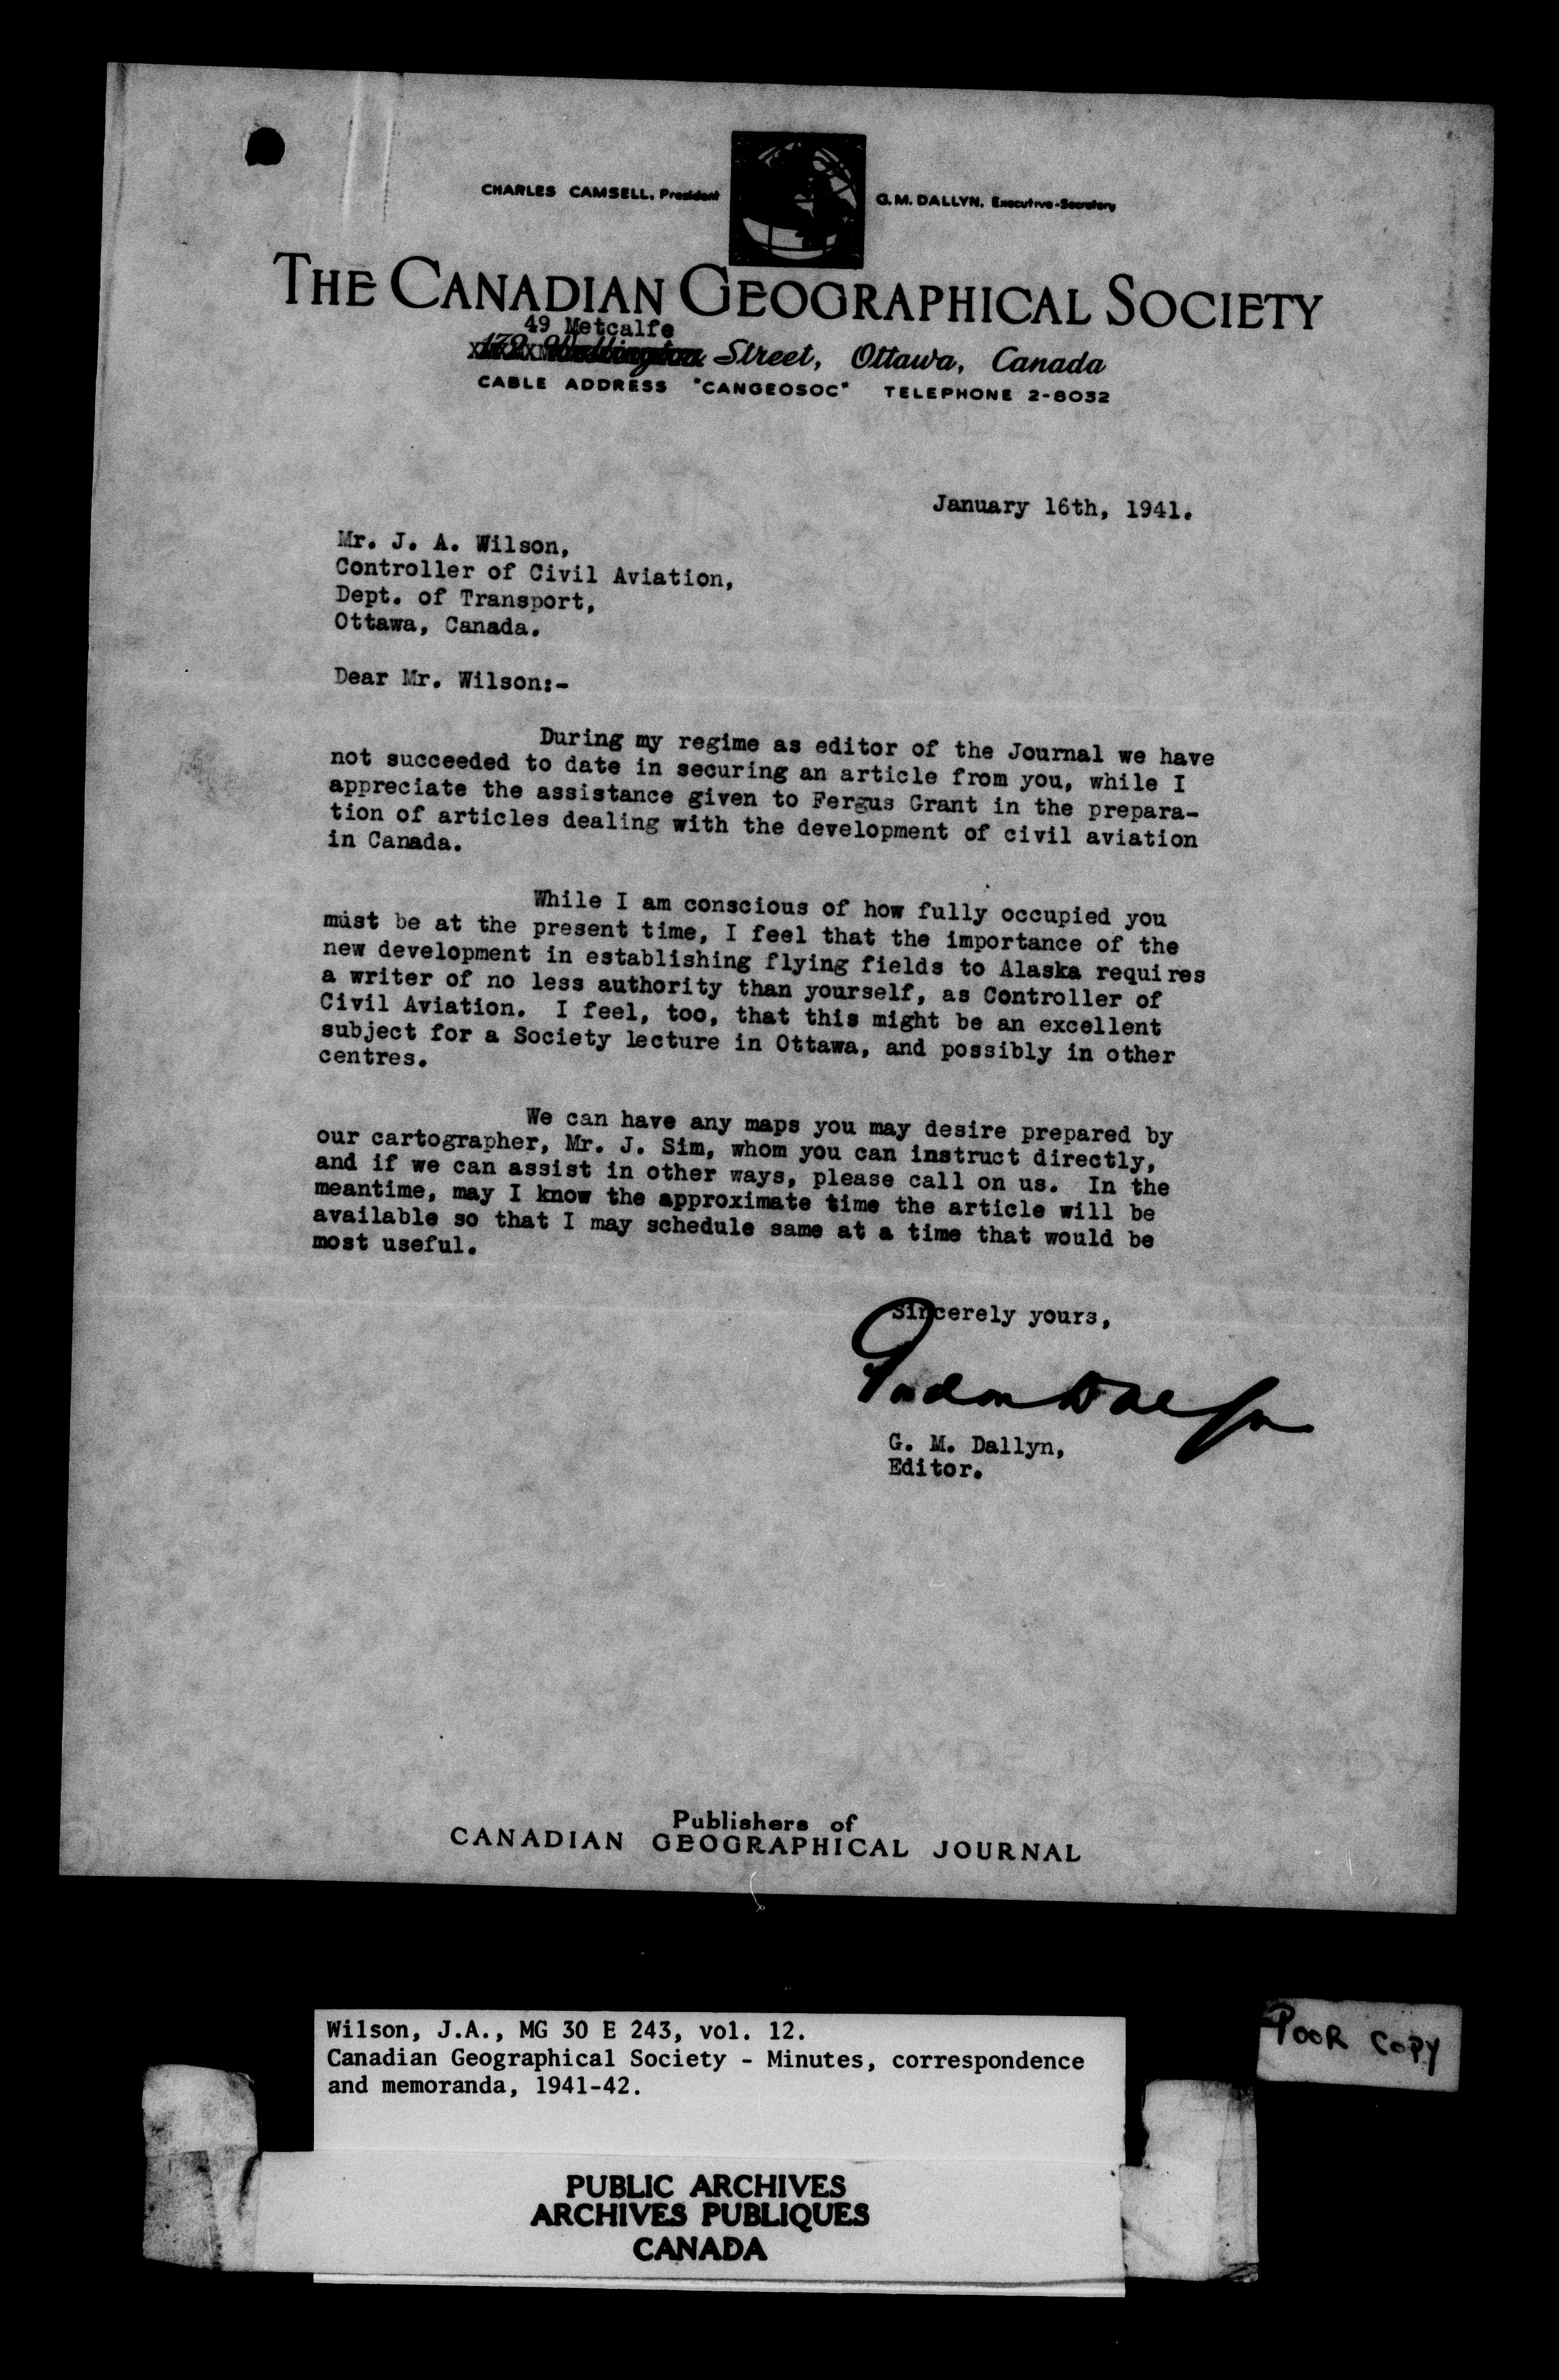 CHARLES CAMSELL, President
G. M. DALLYN, Executive-Secretary
THE CANADIAN GEOGRAPHICAL SOCIETY
49 Metcalfe
172 Wellington Street, Ottawa, Canada
CABLE ADDRESS "CANGEOSOC" TELEPHONE 2-8032
January 16th, 1941.
Mr. J. A. Wilson,
Controller of Civil Aviation,
Dept. of Transport,
Ottawa, Canada.
Dear Mr. Wilson:-
During my regime as editor of the Journal we have
not succeeded to date in securing an article from you, while I
appreciate the assistance given to Fergus Grant in the prepara-
tion of articles dealing with the development of civil aviation
in Canada.
While I am conscious of how fully occupied you
must be at the present time, I feel that the importance of the
new development in establishing flying fields to Alaska requires
a writer of no less authority than yourself, as Controller of
Civil Aviation. I feel, too, that this might be an excellent
subject for a Society lecture in Ottawa, and possibly in other
centres.
We can have any maps you may desire prepared by
our cartographer, Mr. J. Sim, whom you can instruct directly,
and if we can assist in other ways, please call on us. In the
meantime, may I know the approximate time the article will be
available so that I may schedule same at a time that would be
most useful.
Sincerely yours,
Gordon Dallyn
G. M. Dallyn,
Editor.
Publishers of
CANADIAN GEOGRAPHICAL JOURNAL
Wilson, J.A., MG 30 E 243, vol. 12.
Canadian Geographical Society - Minutes, correspondence
and memoranda, 1941-42.
POOR COPY
PUBLIC ARCHIVES
ARCHIVES PUBLIQUES
CANADA